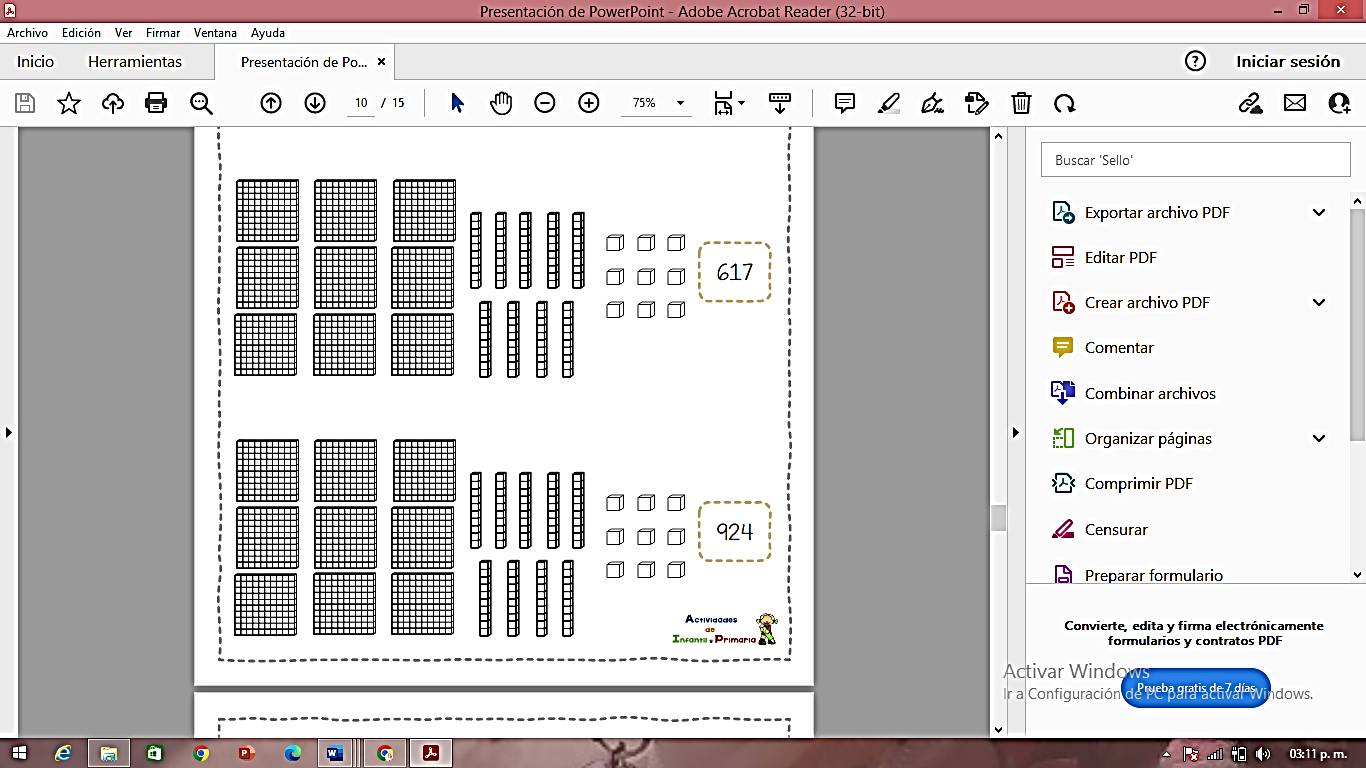 Presentación de PowerPoint - Adobe Acrobat Reader (32-bit)
Archivo Edición Ver Firmar Ventana Ayuda
Inicio Herramientas Presentación de Po... × Iniciar sesión
10 / 15 75%
Buscar 'Sello'
Exportar archivo PDF
Editar PDF
Crear archivo PDF
Comentar
Combinar archivos
Organizar páginas
Comprimir PDF
Censurar
Preparar formulario
617
924
Actividades
de
Infantil y Primaria
Convierte, edita y firma electrónicamente
formularios y contratos PDF
Prueba gratis de 7 días
Activar Windows
Ir a Configuración de PC para activar Windows.
03:11 p. m.